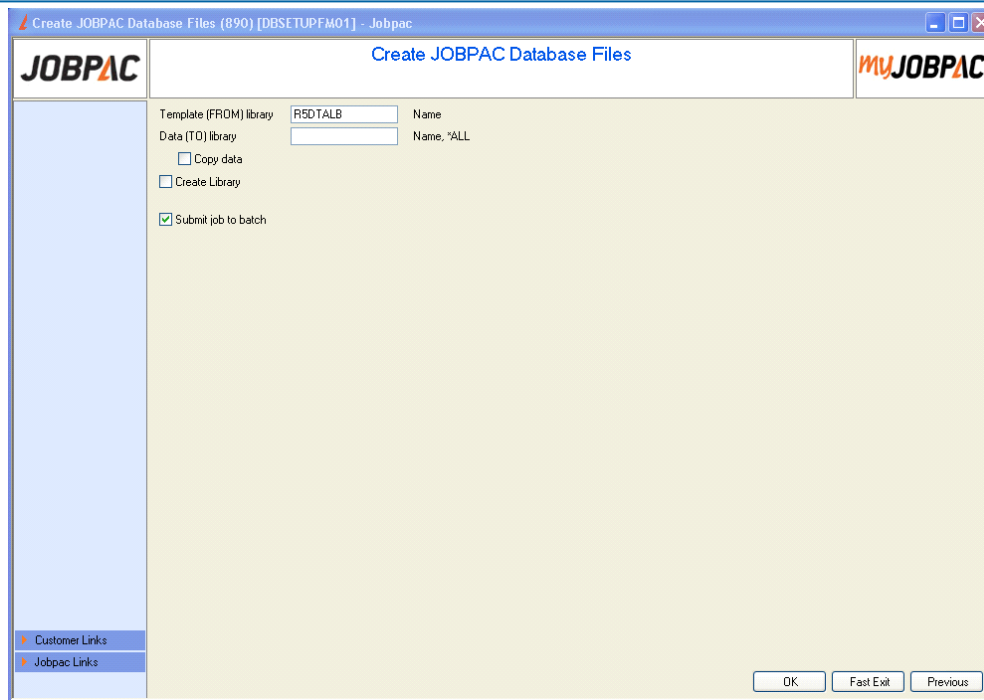 Create JOBPAC Database Files (890) [DBSETUPFM01] - Jobpac
JOBPAC
Create JOBPAC Database Files
myJOBPAC
Template (FROM) library R5DTALB Name
Data (TO) library Name, *ALL
Copy data
Create Library
Submit job to batch
Customer Links
Jobpac Links
OK Fast Exit Previous